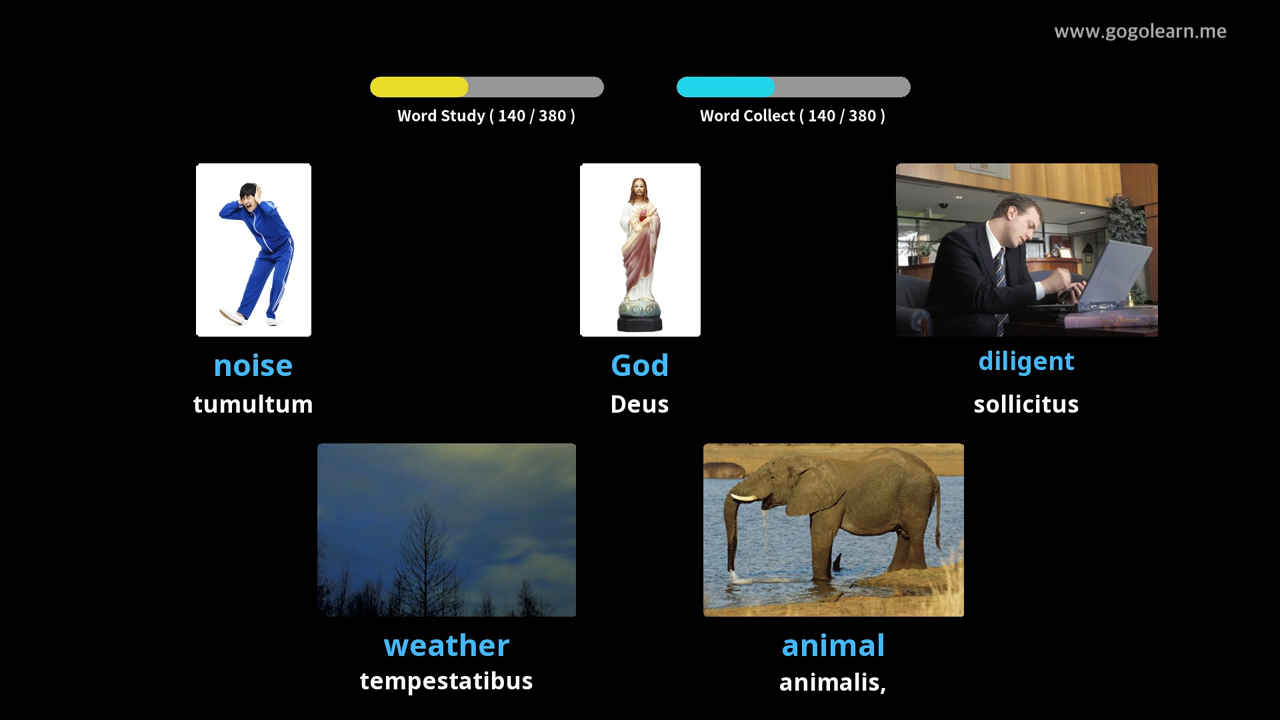 www.gogolearn.me
Word Study ( 140 / 380 )
Word Collect ( 140 / 380 )
noise
tumultum
God
Deus
diligent
sollicitus
weather
tempestatibus
animal
animalis,